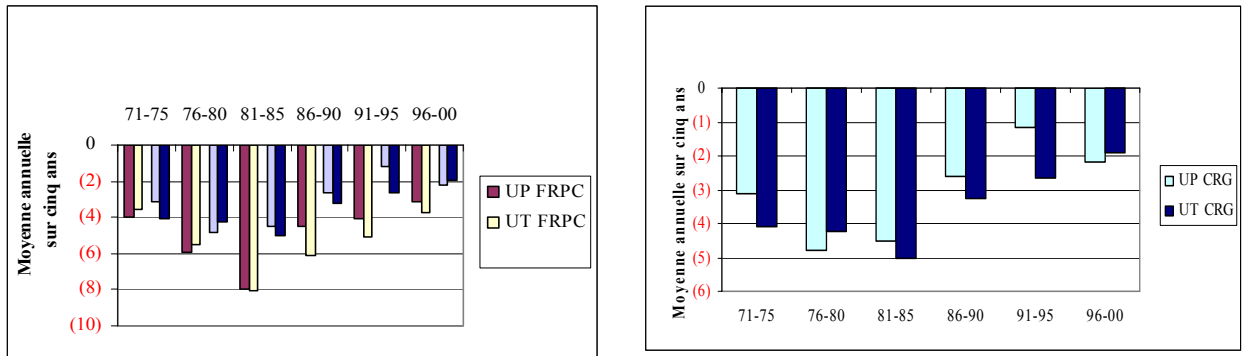 71-75 76-80 81-85 86-90 91-95 96-00
0
(2)
(4)
(6)
(8)
(10)
Moyenne annuelle
sur cinq ans
UP FRPC
UT FRPC
0
(1)
(2)
(3)
(4)
(5)
(6)
Moyenne annuelle sur cinq ans
71-75 76-80 81-85 86-90 91-95 96-00
UP CRG
UT CRG